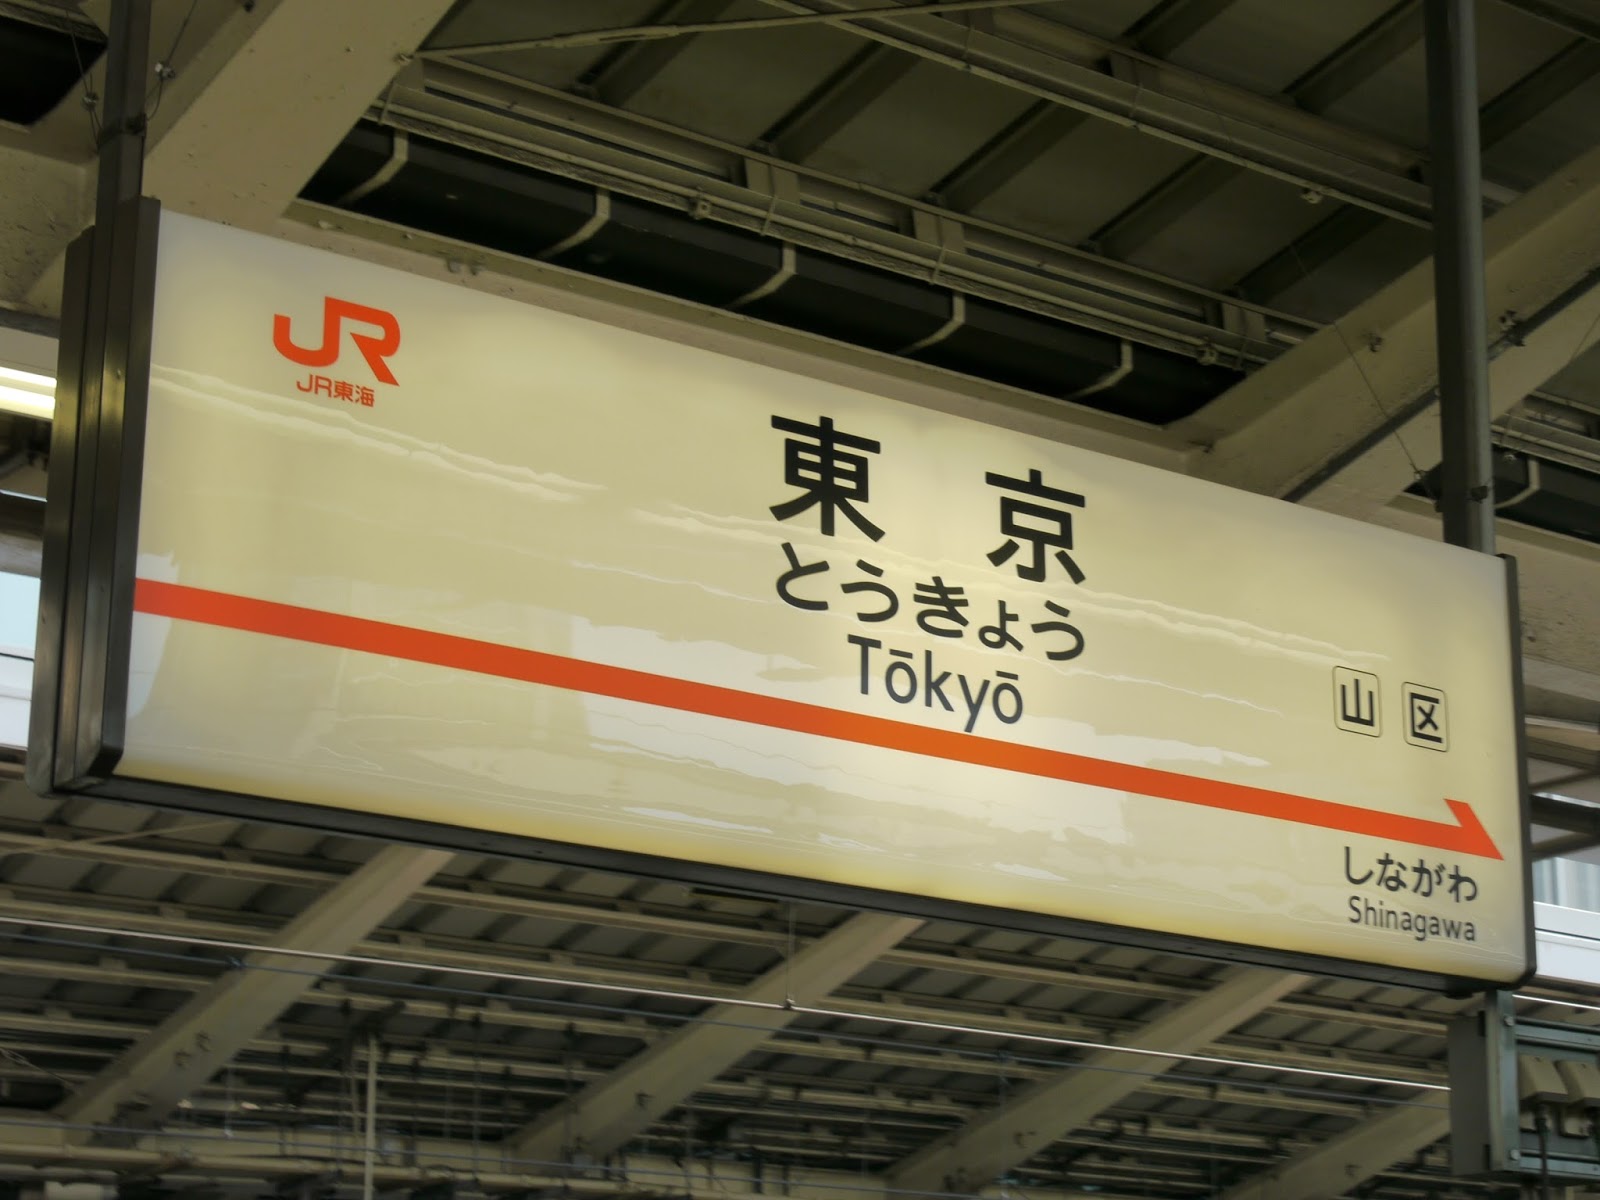 JR
JR東海
東京
とうきょう
Tōkyō
山 区
しながわ
Shinagawa